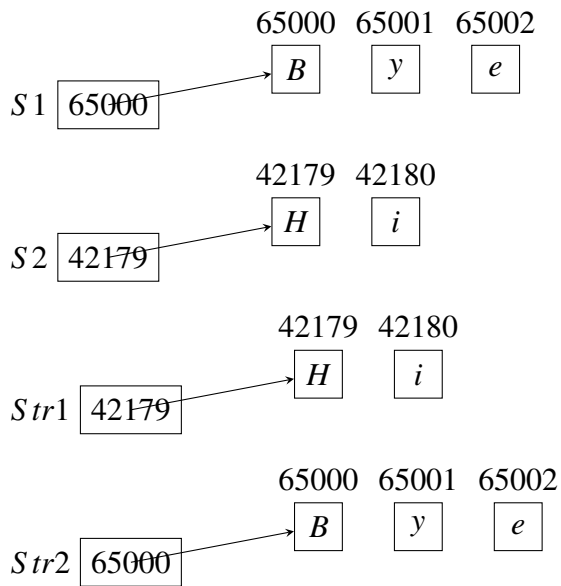 65000 65001 65002
B y e
S1 65000
42179 42180
H i
S2 42179
42179 42180
H i
Str1 42179
65000 65001 65002
B y e
Str2 65000